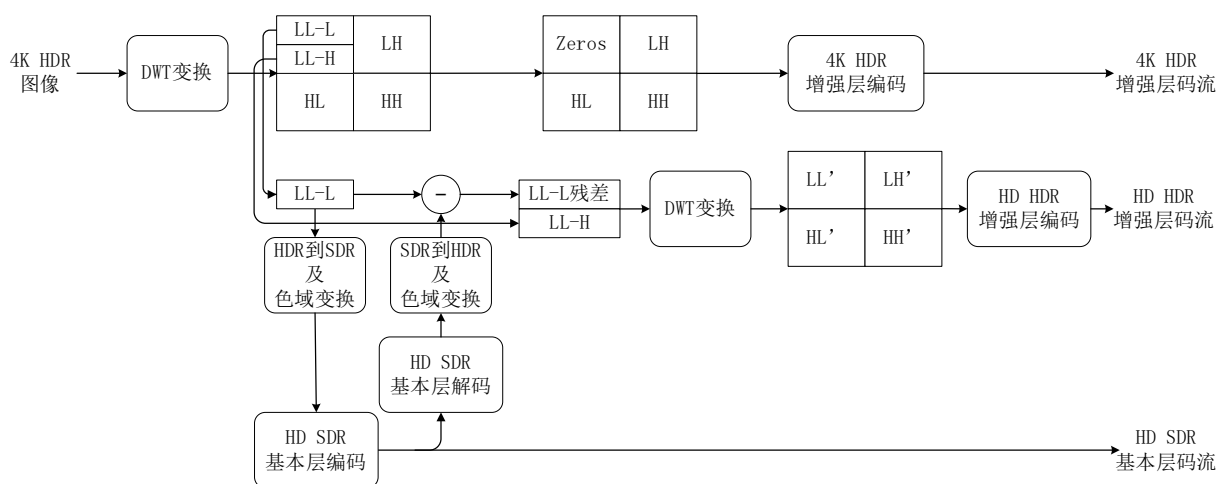 4K HDR
图像
DWT变换
LL-L
LL-H
LH
HL
HH
Zeros
LH
HL
HH
4K HDR
增强层编码
4K HDR
增强层码流
LL-L
−
LL-L残差
LL-H
DWT变换
LL’
LH’
HL’
HH’
HD HDR
增强层编码
HD HDR
增强层码流
HDR到SDR
及
色域变换
SDR到HDR
及
色域变换
HD SDR
基本层解码
HD SDR
基本层编码
HD SDR
基本层码流